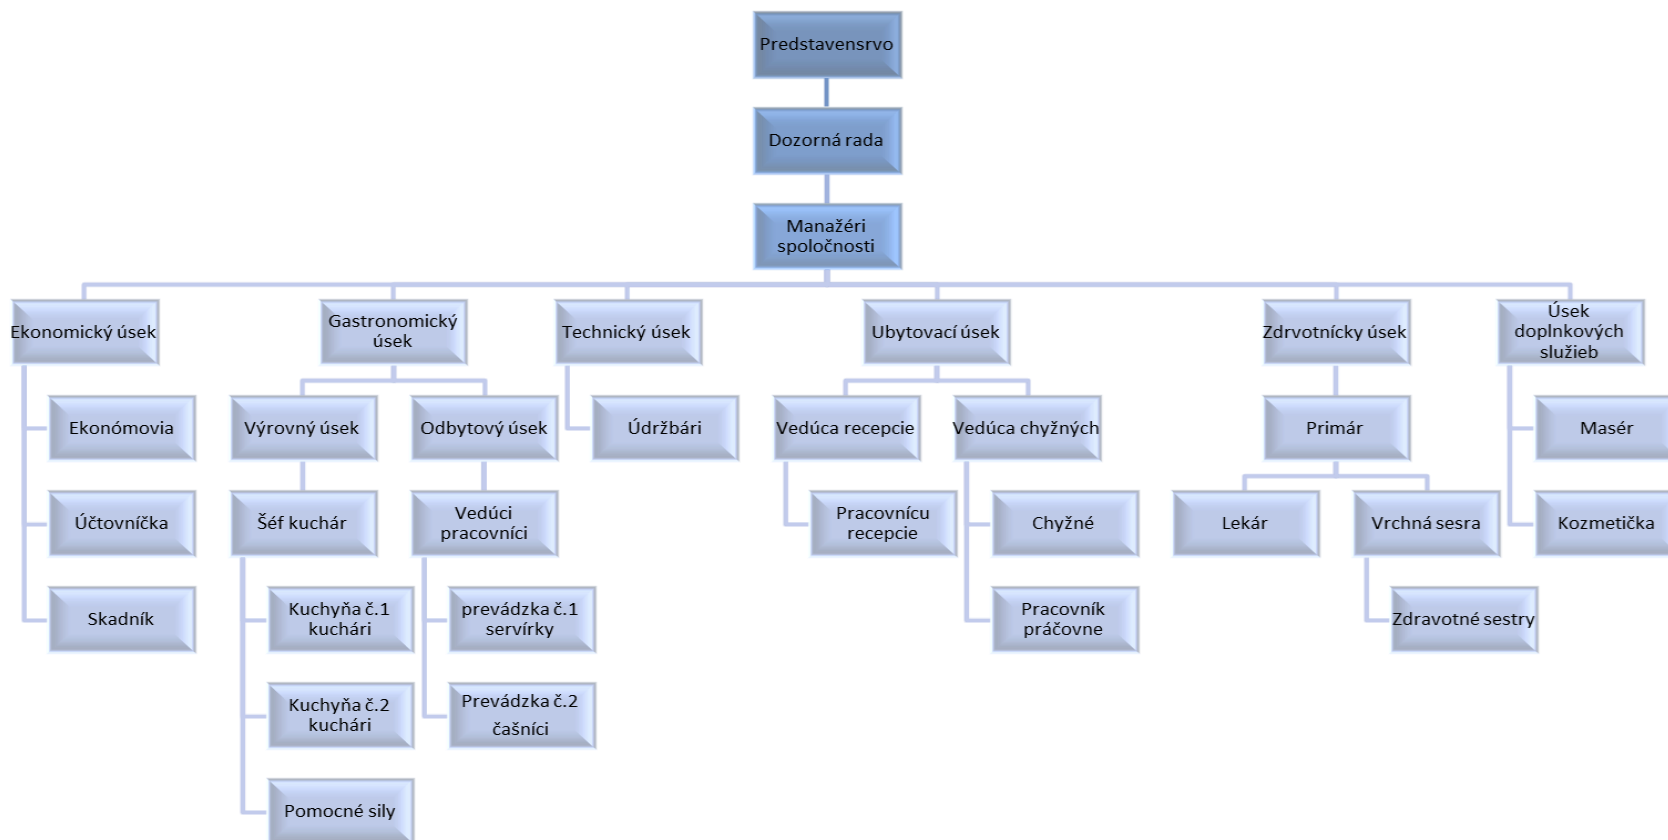 Predstavensrvo
Dozorná rada
Manažéri
spoločnosti
Ekonomický úsek
Gastronomický
úsek
Technický úsek
Ubytovací úsek
Zdrvotnícky úsek
Úsek
doplnkových
služieb
Ekonómovia
Výrovný úsek
Odbytový úsek
Údržbári
Vedúca recepcie
Vedúca chyžných
Primár
Masér
Účtovníčka
Šéf kuchár
Vedúci
pracovníci
Pracovnícu
recepcie
Chyžné
Lekár
Vrchná sesra
Kozmetička
Skadník
Kuchyňa č.1
kuchári
prevádzka č.1
servírky
Pracovník
práčovne
Zdravotné sestry
Kuchyňa č.2
kuchári
Prevádzka č.2
čašníci
Pomocné sily